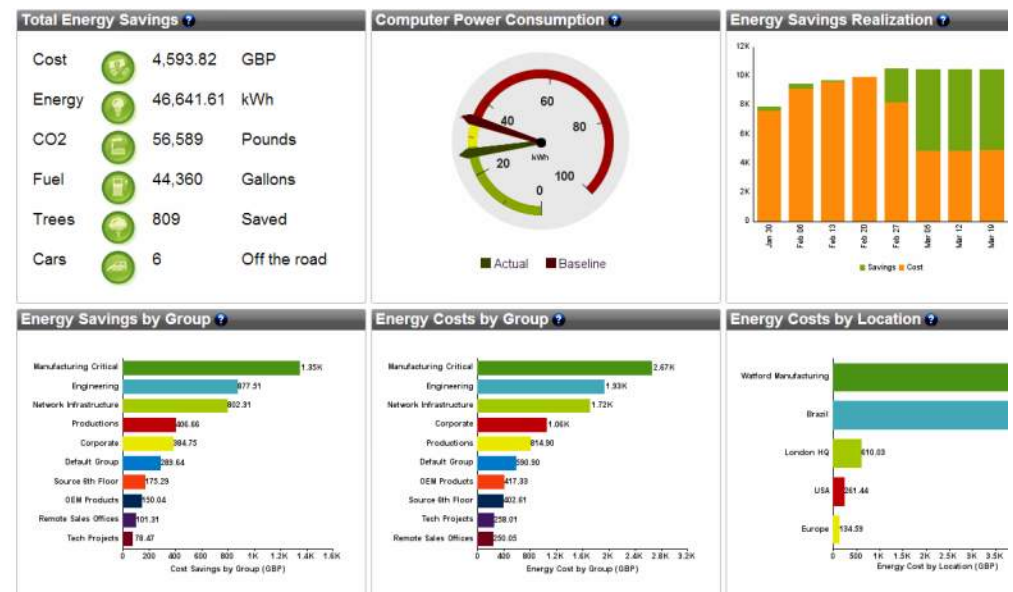 Total Energy Savings ?
Cost 4,593.82 GBP
Energy 46,641.61 kWh
CO2 56,589 Pounds
Fuel 44,360 Gallons
Trees 809 Saved
Cars 6 Off the road
Computer Power Consumption ?
60
40
80
kWh
20
100
0
Actual Baseline
Energy Savings Realization ?
12K
10K
8K
6K
4K
2K
0
Jan 30 Feb 06 Feb 13 Feb 20 Feb 27 Mar 05 Mar 12 Mar 19
Savings Cost
Energy Savings by Group ?
Manufacturing Critical 1.35K
Engineering 877.51
Network Infrastructure 802.31
Productions 406.66
Corporate 384.75
Default Group 289.64
Source 6th Floor 175.29
OEM Products 150.04
Remote Sales Offices 101.31
Tech Projects 78.47
0 200 400 600 800 1K 1.2K 1.4K 1.6K
Cost Savings by Group (GBP)
Energy Costs by Group ?
Manufacturing Critical 2.67K
Engineering 1.93K
Network Infrastructure 1.72K
Corporate 1.06K
Productions 814.90
Default Group 590.90
OEM Products 417.33
Source 6th Floor 402.61
Tech Projects 258.01
Remote Sales Offices 250.05
0 400 800 1.2K 1.6K 2K 2.4K 2.8K 3.2K
Energy Cost by Group (GBP)
Energy Costs by Location ?
Watford Manufacturing
Brazil
London HQ 610.03
USA 261.44
Europe 134.59
0 500 1K 1.5K 2K 2.5K 3K 3.5K
Energy Cost by Location (GBP)